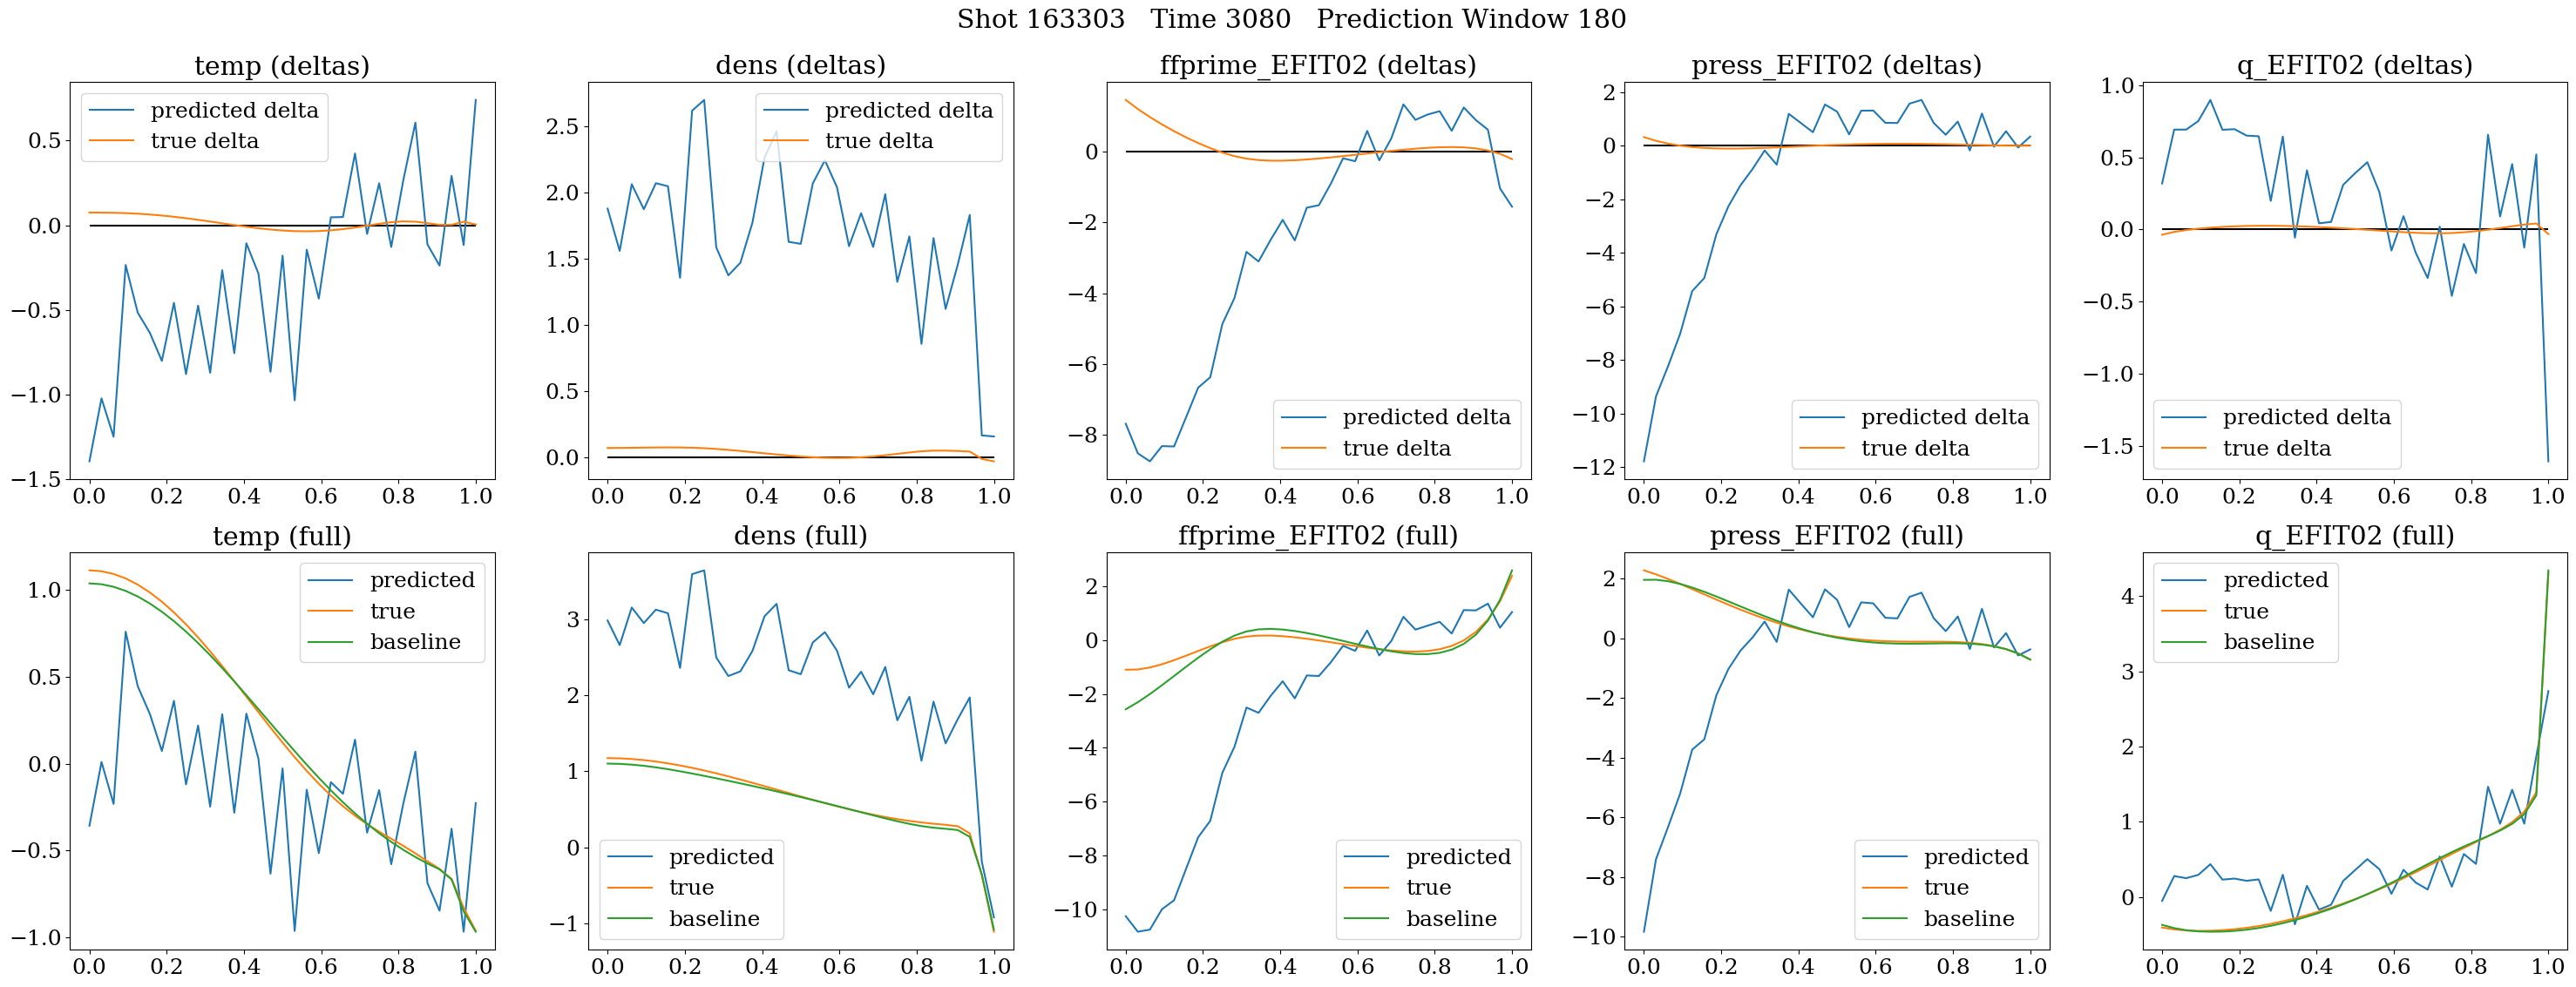 Shot 163303   Time 3080   Prediction Window 180
temp (deltas)
predicted delta
true delta
0.5
0.0
−0.5
−1.0
−1.5
0.0 0.2 0.4 0.6 0.8 1.0
dens (deltas)
predicted delta
true delta
2.5
2.0
1.5
1.0
0.5
0.0
0.0 0.2 0.4 0.6 0.8 1.0
ffprime_EFIT02 (deltas)
0
−2
−4
−6
−8
predicted delta
true delta
0.0 0.2 0.4 0.6 0.8 1.0
press_EFIT02 (deltas)
2
0
−2
−4
−6
−8
−10
−12
predicted delta
true delta
0.0 0.2 0.4 0.6 0.8 1.0
q_EFIT02 (deltas)
1.0
0.5
0.0
−0.5
−1.0
−1.5
predicted delta
true delta
0.0 0.2 0.4 0.6 0.8 1.0
temp (full)
predicted
true
baseline
1.0
0.5
0.0
−0.5
−1.0
0.0 0.2 0.4 0.6 0.8 1.0
dens (full)
3
2
1
0
−1
predicted
true
baseline
0.0 0.2 0.4 0.6 0.8 1.0
ffprime_EFIT02 (full)
2
0
−2
−4
−6
−8
−10
predicted
true
baseline
0.0 0.2 0.4 0.6 0.8 1.0
press_EFIT02 (full)
2
0
−2
−4
−6
−8
−10
predicted
true
baseline
0.0 0.2 0.4 0.6 0.8 1.0
q_EFIT02 (full)
predicted
true
baseline
4
3
2
1
0
0.0 0.2 0.4 0.6 0.8 1.0